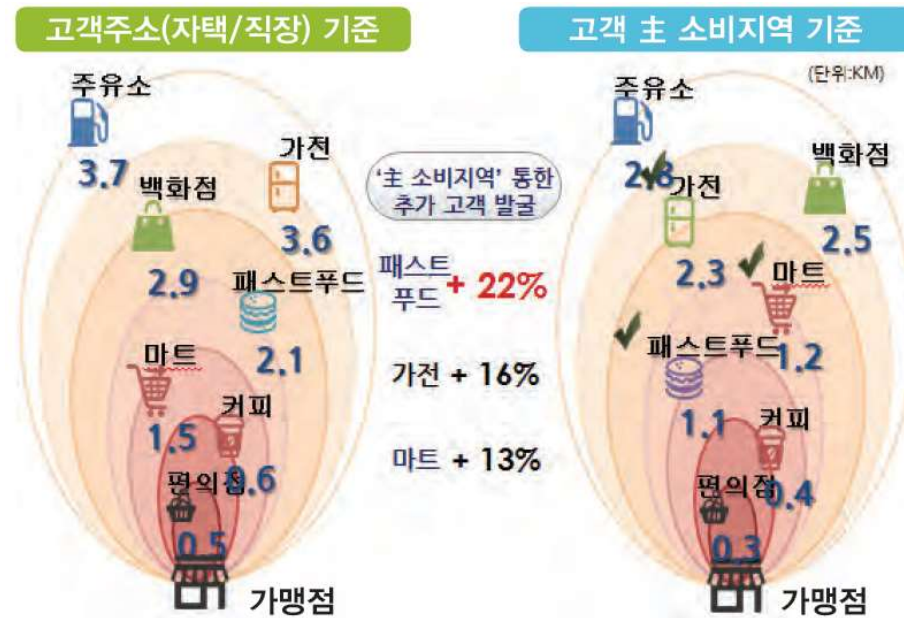 고객주소(자택/직장) 기준
주유소
3.7
가전
3.6
백화점
2.9
패스트푸드
2.1
마트
1.5
커피
0.6
편의점
0.5
가맹점
'主 소비지역' 통한
추가 고객 발굴
패스트
푸드 + 22%
가전 + 16%
마트 + 13%
고객 主 소비지역 기준
(단위:KM)
주유소
2.8
백화점
2.5
가전
2.3
마트
1.2
패스트푸드
1.1
커피
0.4
편의점
0.3
가맹점